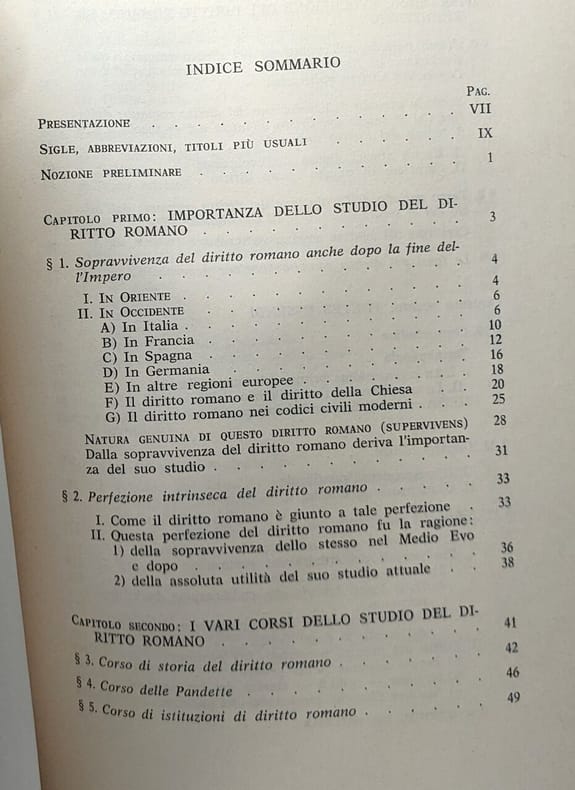 INDICE SOMMARIO
PAG.
PRESENTAZIONE . . . . . . . . . . . . . VII
SIGLE, ABBREVIAZIONI, TITOLI PIÙ USUALI . . . . . IX
NOZIONE PRELIMINARE . . . . . . . . . . . 1
CAPITOLO PRIMO: IMPORTANZA DELLO STUDIO DEL DI-
RITTO ROMANO . . . . . . . . . . 3
§ 1. Sopravvivenza del diritto romano anche dopo la fine del-
l'Impero . . . . . . . . . . . 4
I. IN ORIENTE . . . . . . . . . . 4
II. IN OCCIDENTE . . . . . . . . . 6
A) In Italia . . . . . . . . . . 6
B) In Francia . . . . . . . . . 10
C) In Spagna . . . . . . . . . 12
D) In Germania . . . . . . . . 16
E) In altre regioni europee . . . . . . 18
F) Il diritto romano e il diritto della Chiesa . . 20
G) Il diritto romano nei codici civili moderni . . . 25
NATURA GENUINA DI QUESTO DIRITTO ROMANO (SUPERVIVENS) 28
Dalla sopravvivenza del diritto romano deriva l'importan-
za del suo studio . . . . . . . . . 31
§ 2. Perfezione intrinseca del diritto romano . . . . . 33
I. Come il diritto romano è giunto a tale perfezione . 33
II. Questa perfezione del diritto romano fu la ragione:
1) della sopravvivenza dello stesso nel Medio Evo
e dopo . . . . . . . . . . 36
2) della assoluta utilità del suo studio attuale . . 38
CAPITOLO SECONDO: I VARI CORSI DELLO STUDIO DEL DI-
RITTO ROMANO . . . . . . . . . . 41
§ 3. Corso di storia del diritto romano . . . . . . 42
§ 4. Corso delle Pandette . . . . . . . . . 46
§ 5. Corso di istituzioni di diritto romano . . . . . 49